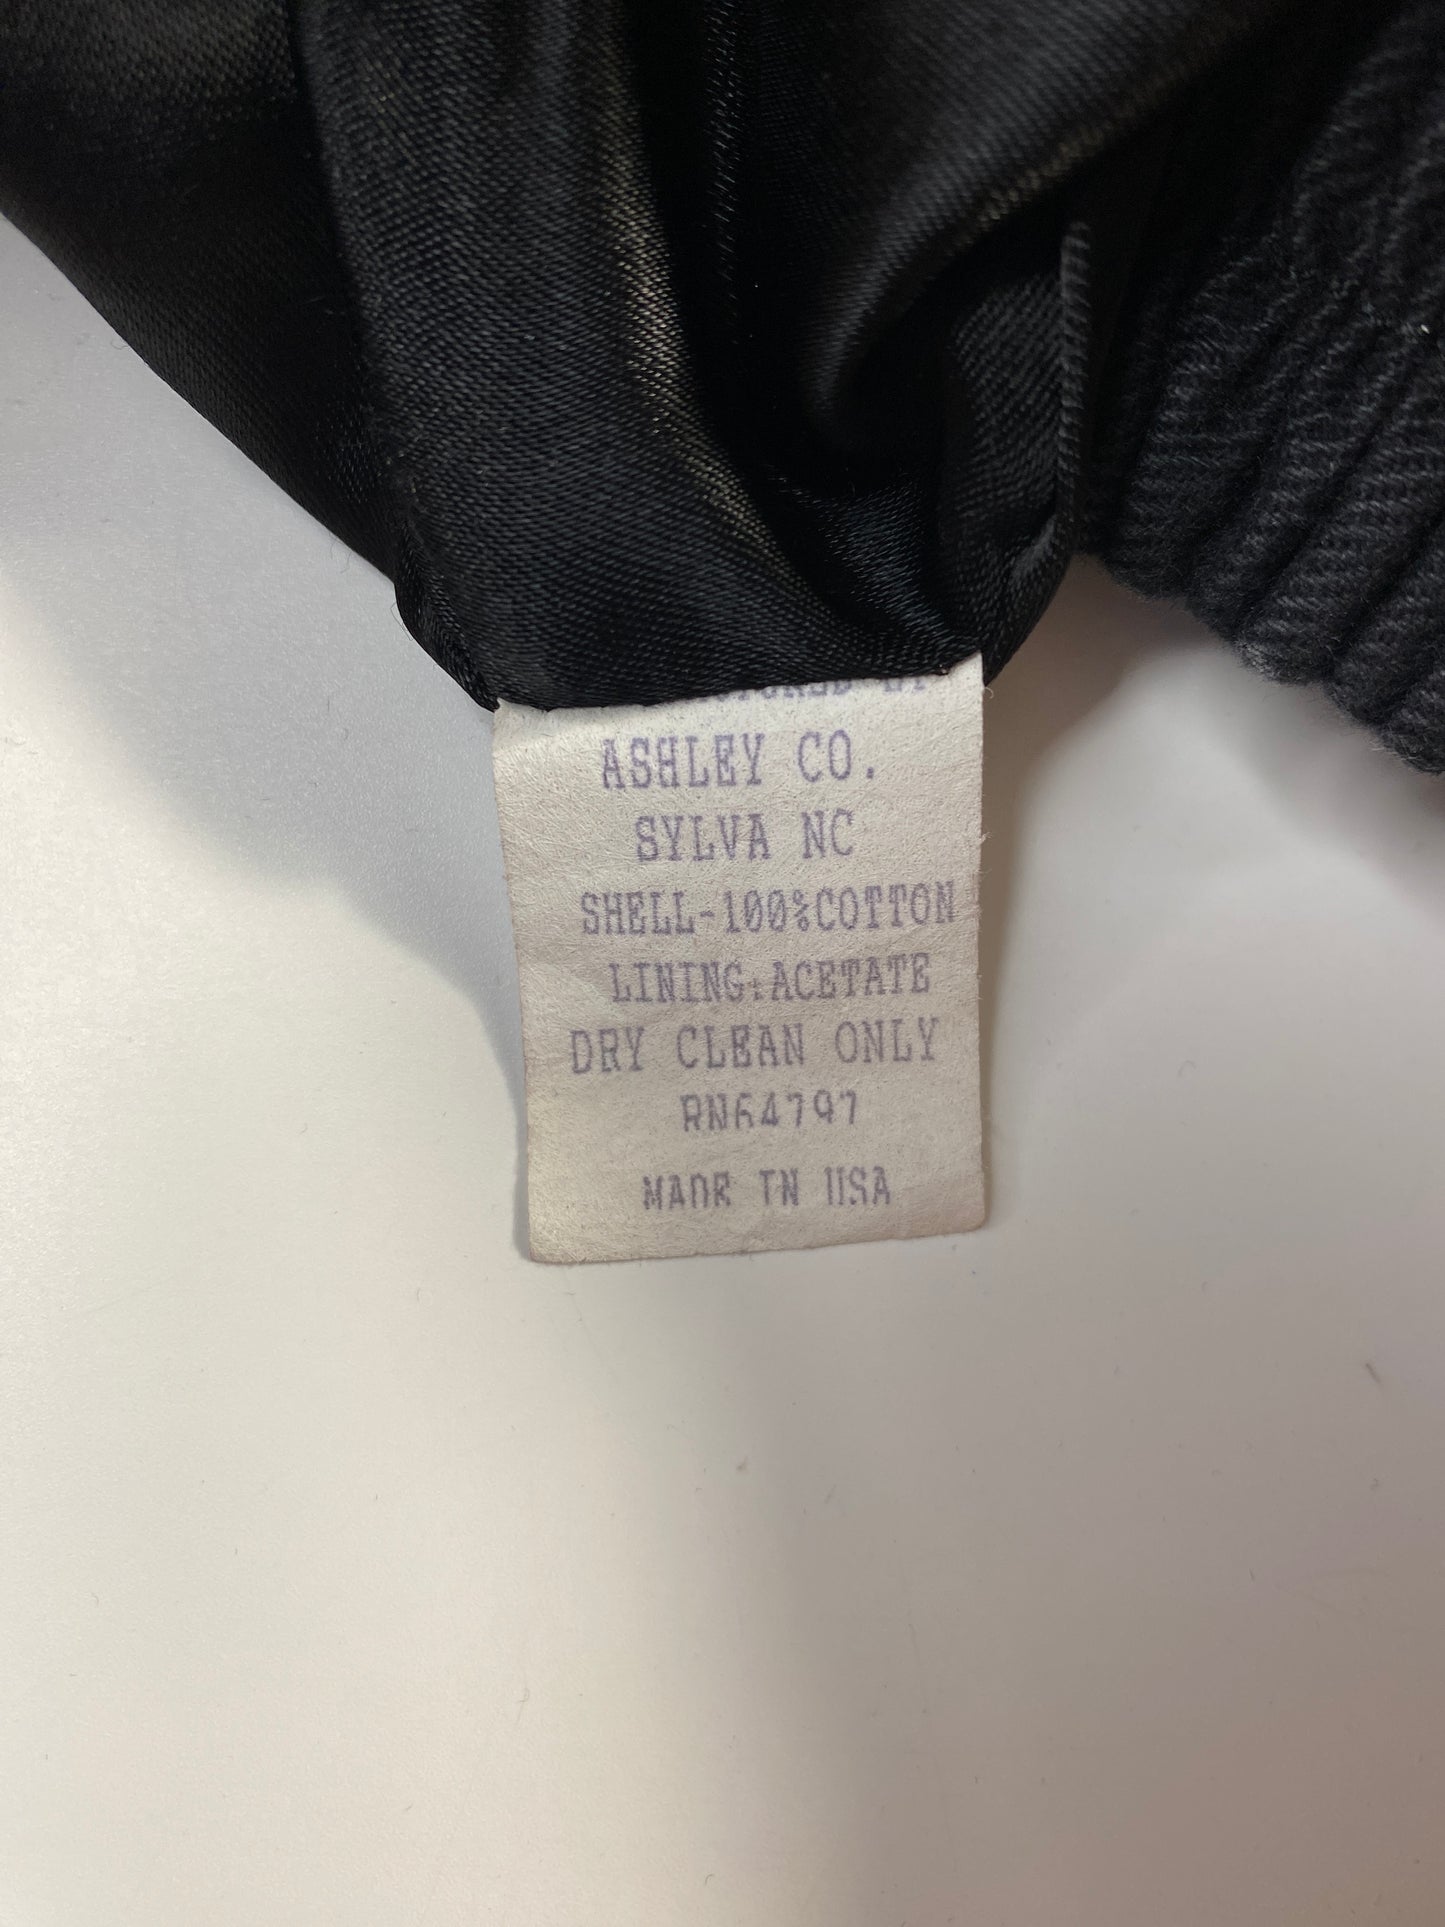 ASHLEY CO.
SYLVA NC
SHELL-100%COTTON
LINING:ACETATE
DRY CLEAN ONLY
RN64797
MADE IN USA